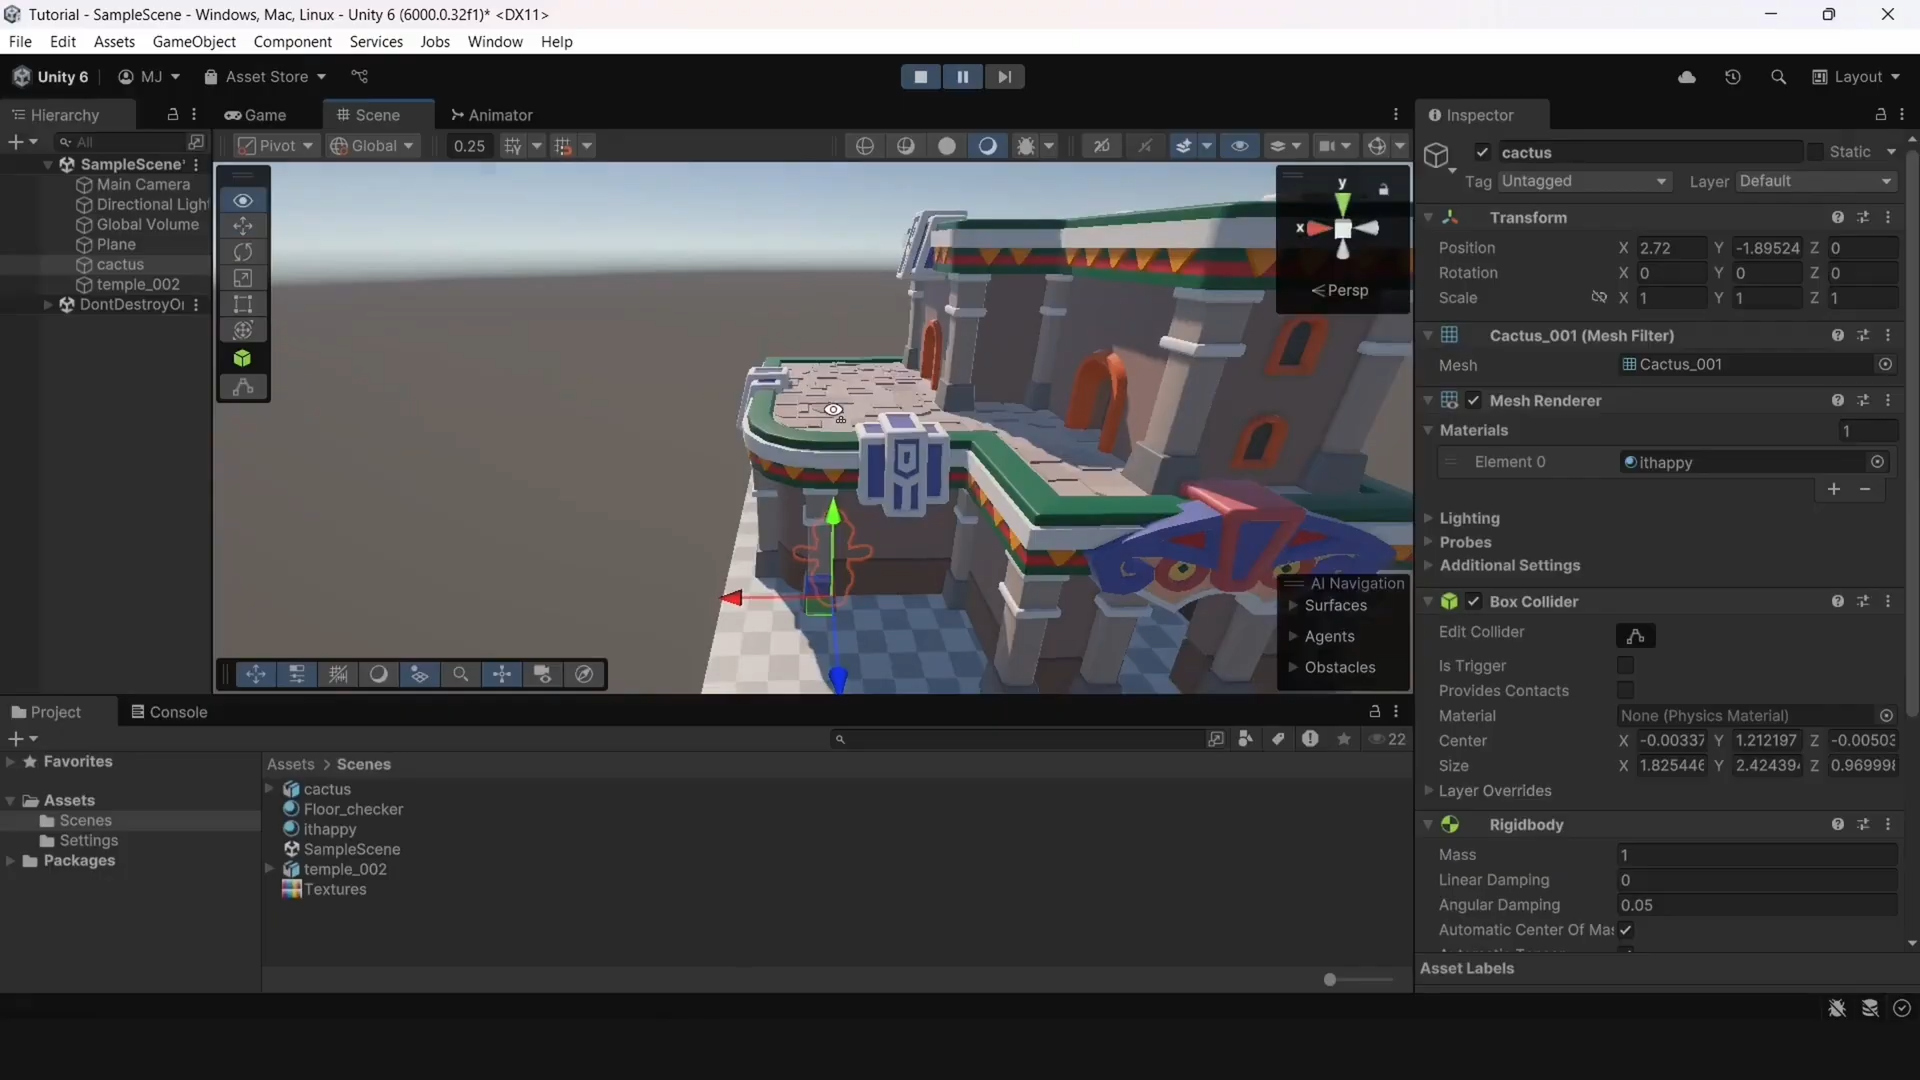 Tutorial - SampleScene - Windows, Mac, Linux - Unity 6 (6000.0.32f1)* <DX11>
File Edit Assets GameObject Component Services Jobs Window Help
Unity 6 MJ Asset Store Layout
Hierarchy
All
SampleScene*
Main Camera
Directional Light
Global Volume
Plane
cactus
temple_002
DontDestroyOn
Game Scene Animator
Pivot Global 0.25
y
x
Persp
AI Navigation
Surfaces
Agents
Obstacles
Inspector
cactus Static
Tag Untagged Layer Default
Transform
Position X 2.72 Y -1.89524 Z 0
Rotation X 0 Y 0 Z 0
Scale X 1 Y 1 Z 1
Cactus_001 (Mesh Filter)
Mesh Cactus_001
Mesh Renderer
Materials 1
Element 0 ithappy
Lighting
Probes
Additional Settings
Box Collider
Edit Collider
Is Trigger
Provides Contacts
Material None (Physics Material)
Center X -0.00337 Y 1.212197 Z -0.00503
Size X 1.825446 Y 2.424394 Z 0.969998
Layer Overrides
Rigidbody
Mass 1
Linear Damping 0
Angular Damping 0.05
Automatic Center Of Mas
Asset Labels
Project Console
22
Favorites
Assets
Scenes
Settings
Packages
Assets > Scenes
cactus
Floor_checker
ithappy
SampleScene
temple_002
Textures